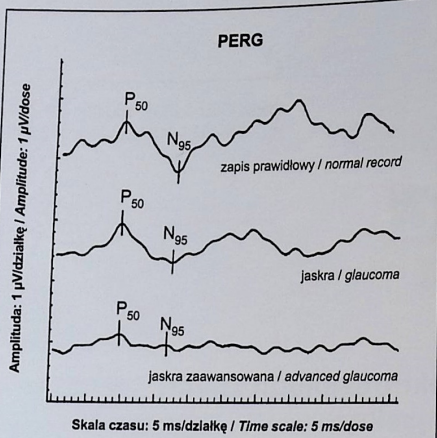 PERG
Amplituda: 1 µV/działkę / Amplitude: 1 µV/dose
P50
N95
zapis prawidłowy / normal record
P50
N95
jaskra / glaucoma
P50
N95
jaskra zaawansowana / advanced glaucoma
Skala czasu: 5 ms/działkę / Time scale: 5 ms/dose